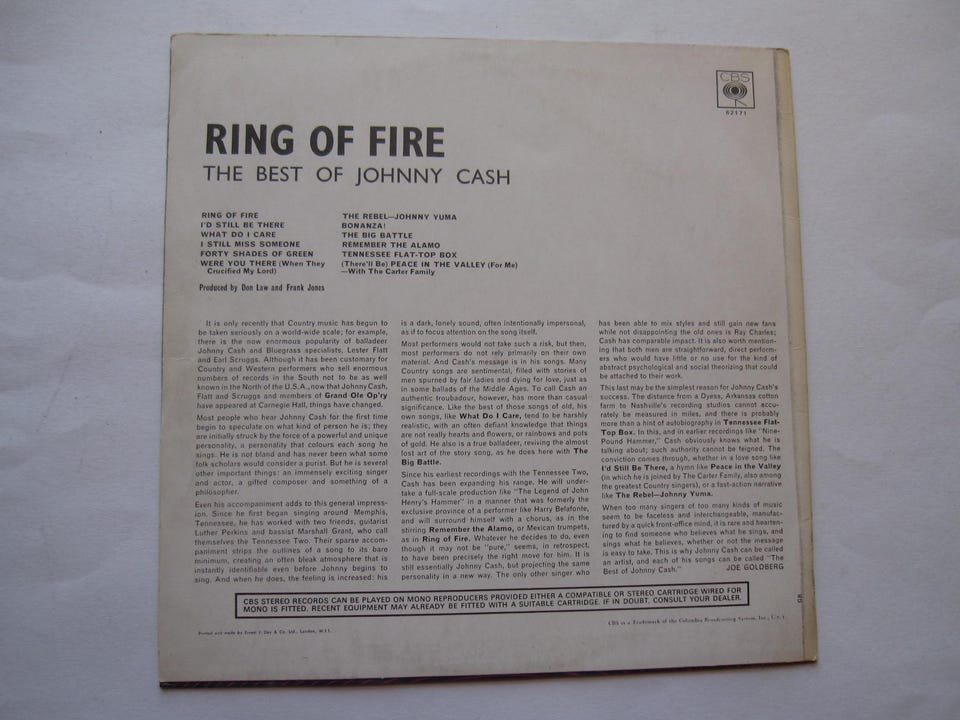 CBS
62171
RING OF FIRE
THE BEST OF JOHNNY CASH
RING OF FIRE
I'D STILL BE THERE
WHAT DO I CARE
I STILL MISS SOMEONE
FORTY SHADES OF GREEN
WERE YOU THERE (When They
Crucified My Lord)
THE REBEL—JOHNNY YUMA
BONANZA!
THE BIG BATTLE
REMEMBER THE ALAMO
TENNESSEE FLAT-TOP BOX
(There'll Be) PEACE IN THE VALLEY (For Me)
—With The Carter Family
Produced by Don Law and Frank Jones
It is only recently that Country music has begun to
be taken seriously on a world-wide scale; for example,
there is the now enormous popularity of balladeer
Johnny Cash and Bluegrass specialists, Lester Flatt
and Earl Scruggs. Although it has been customary for
Country and Western performers who sell enormous
numbers of records in the South not to be as well
known in the North of the U.S.A., now that Johnny Cash,
Flatt and Scruggs and members of Grand Ole Op'ry
have appeared at Carnegie Hall, things have changed.
Most people who hear Johnny Cash for the first time
begin to speculate on what kind of person he is; they
are initially struck by the force of a powerful and unique
personality, a personality that colours each song he
sings. He is not bland and has never been what some
folk scholars would consider a purist. But he is several
other important things: an immensely exciting singer
and actor, a gifted composer and something of a
philosopher.
Even his accompaniment adds to this general impress-
ion. Since he first began singing around Memphis,
Tennessee, he has worked with two friends, guitarist
Luther Perkins and bassist Marshall Grant, who call
themselves the Tennessee Two. Their sparse accom-
paniment strips the outlines of a song to its bare
minimum, creating an often bleak atmosphere that is
instantly identifiable even before Johnny begins to
sing. And when he does, the feeling is increased: his
is a dark, lonely sound, often intentionally impersonal,
as if to focus attention on the song itself.
Most performers would not take such a risk, but then,
most performers do not rely primarily on their own
material. And Cash's message is in his songs. Many
Country songs are sentimental, filled with stories of
men spurned by fair ladies and dying for love, just as
in some ballads of the Middle Ages. To call Cash an
authentic troubadour, however, has more than casual
significance. Like the best of those songs of old, his
own songs, like What Do I Care, tend to be harshly
realistic, with an often defiant knowledge that things
are not really hearts and flowers, or rainbows and pots
of gold. He also is a true balladeer, reviving the almost
lost art of the story song, as he does here with The
Big Battle.
Since his earliest recordings with the Tennessee Two,
Cash has been expanding his range. He will under-
take a full-scale production like "The Legend of John
Henry's Hammer" in a manner that was formerly the
exclusive province of a performer like Harry Belafonte,
and will surround himself with a chorus, as in the
stirring Remember the Alamo, or Mexican trumpets,
as in Ring of Fire. Whatever he decides to do, even
though it may not be "pure," seems, in retrospect,
to have been precisely the right move for him. It is
still essentially Johnny Cash, but projecting the same
personality in a new way. The only other singer who
has been able to mix styles and still gain new fans
while not disappointing the old ones is Ray Charles;
Cash has comparable impact. It is also worth mention-
ing that both men are straightforward, direct perform-
ers who would have little or no use for the kind of
abstract psychological and social theorizing that could
be attached to their work.
This last may be the simplest reason for Johnny Cash's
success. The distance from a Dyess, Arkansas cotton
farm to Nashville's recording studios cannot accu-
rately be measured in miles, and there is probably
more than a hint of autobiography in Tennessee Flat-
Top Box. In this, and in earlier recordings like "Nine-
Pound Hammer," Cash obviously knows what he is
talking about; such authority cannot be feigned. The
conviction comes through, whether in a love song like
I'd Still Be There, a hymn like Peace in the Valley
(in which he is joined by The Carter Family, also among
the greatest Country singers), or a fast-action narrative
like The Rebel—Johnny Yuma.
When too many singers of too many kinds of music
seem to be faceless and interchangeable, manufac-
tured by a quick front-office mind, it is rare and hearten-
ing to find someone who believes what he sings, and
sings what he believes, whether or not the message
is easy to take. This is why Johnny Cash can be called
an artist, and each of his songs can be called "The
Best of Johnny Cash."
JOE GOLDBERG
CBS STEREO RECORDS CAN BE PLAYED ON MONO REPRODUCERS PROVIDED EITHER A COMPATIBLE OR STEREO CARTRIDGE WIRED FOR
MONO IS FITTED. RECENT EQUIPMENT MAY ALREADY BE FITTED WITH A SUITABLE CARTRIDGE. IF IN DOUBT, CONSULT YOUR DEALER.
Printed and made by Ernest J. Day & Co. Ltd., London, W.11.
CBS is a Trademark of the Columbia Broadcasting System, Inc., U.S.A.